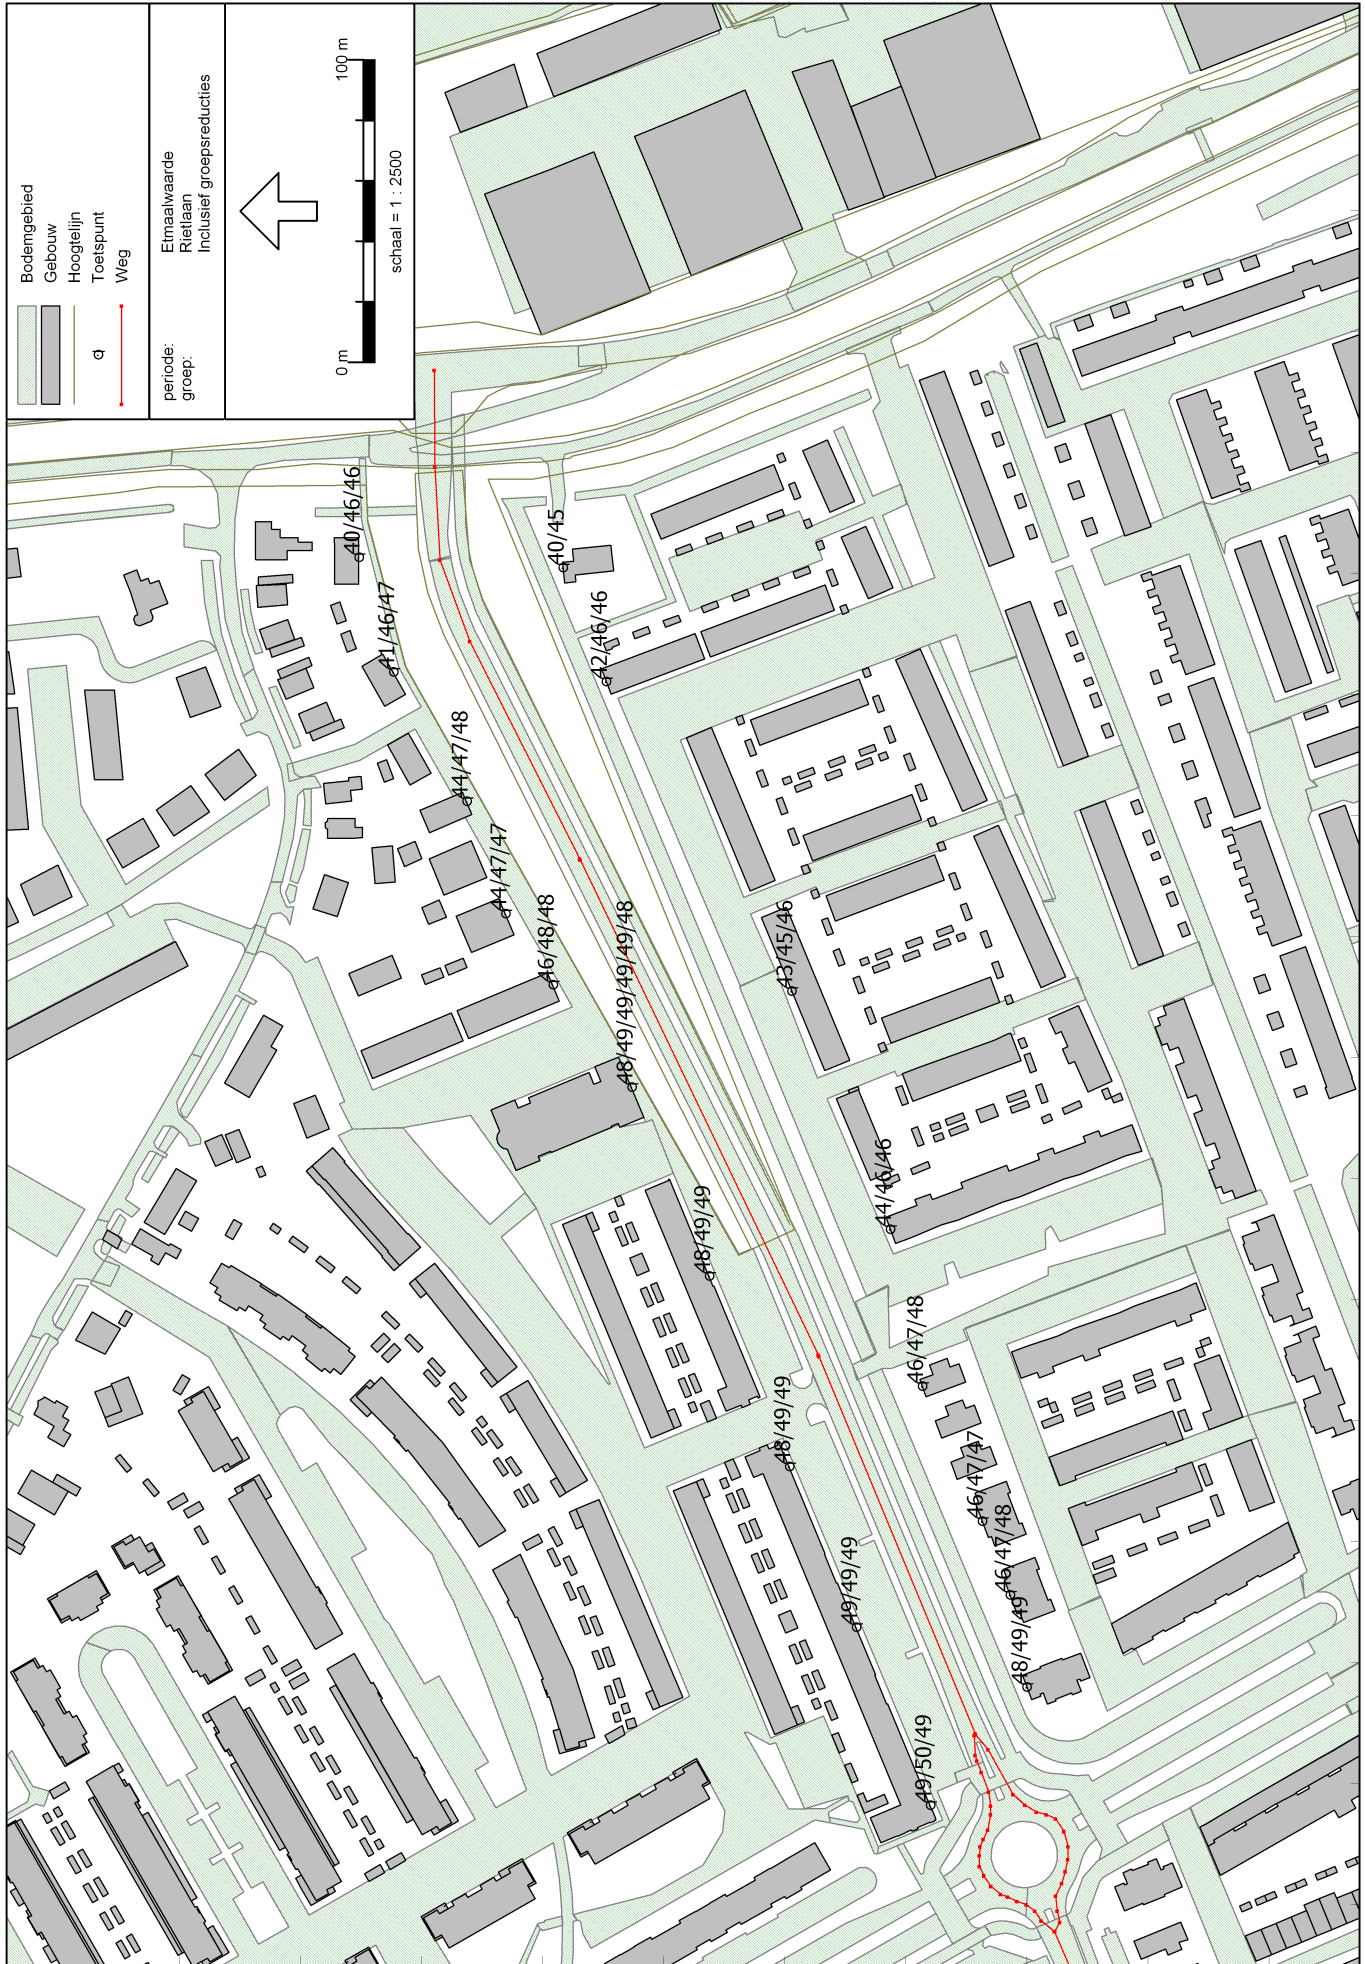 Bodemgebied
Gebouw
Hoogtelijn
Toetspunt
Weg
periode: Etmaalwaarde
groep: Rietlaan
Inclusief groepsreducties
0 m 100 m
schaal = 1 : 2500
40/46/46
41/46/47
40/45
42/46/46
44/47/48
44/47/47
46/48/48
48/49/49/49/49/48
43/45/46
44/46/46
48/49/49
46/47/48
48/49/49
46/47/47
46/47/48
49/49/49
48/49/49
49/50/49